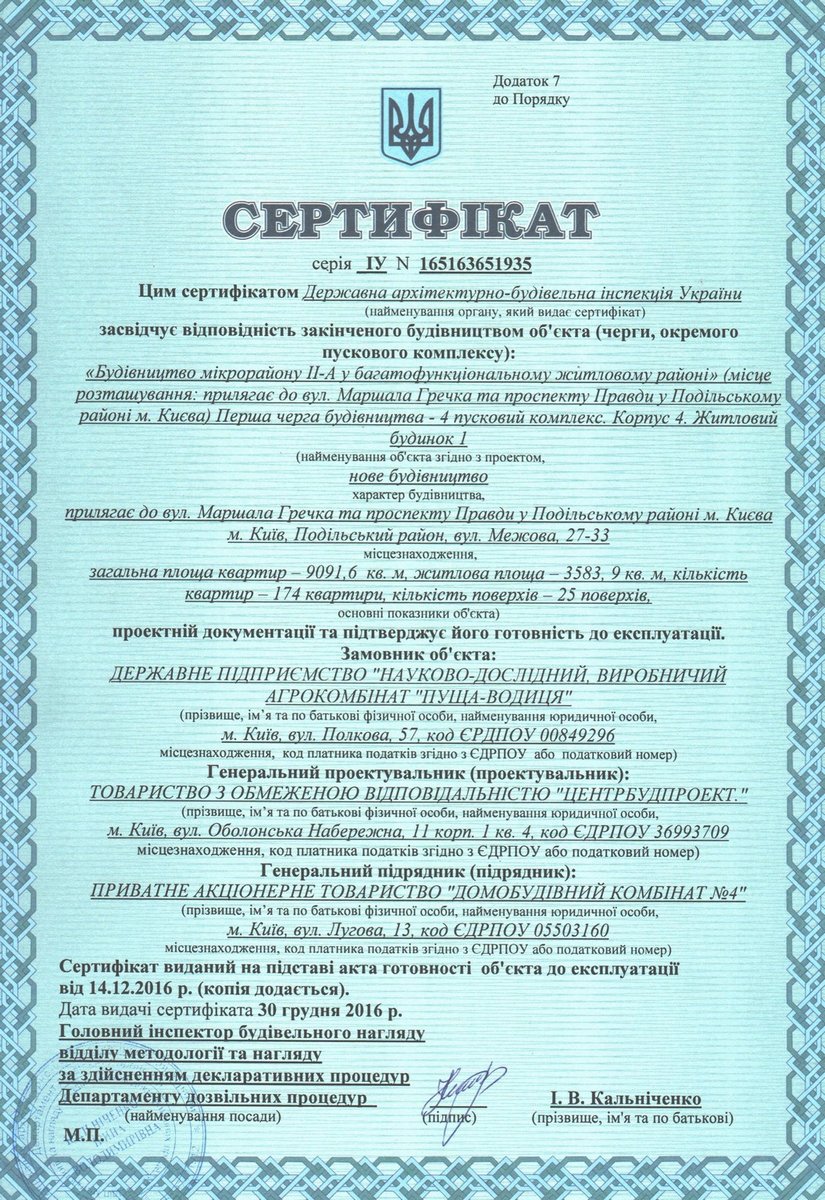 Додаток 7
до Порядку
СЕРТИФІКАТ
серія ІУ N 165163651935
Цим сертифікатом Державна архітектурно-будівельна інспекція України
(найменування органу, який видає сертифікат)
засвідчує відповідність закінченого будівництвом об'єкта (черги, окремого
пускового комплексу):
«Будівництво мікрорайону ІІ-А у багатофункціональному житловому районі» (місце
розташування: прилягає до вул. Маршала Гречка та проспекту Правди у Подільському
районі м. Києва) Перша черга будівництва - 4 пусковий комплекс. Корпус 4. Житловий
будинок 1
(найменування об'єкта згідно з проектом,
нове будівництво
характер будівництва,
прилягає до вул. Маршала Гречка та проспекту Правди у Подільському районі м. Києва
м. Київ, Подільський район, вул. Межова, 27-33
місцезнаходження,
загальна площа квартир – 9091,6 кв. м, житлова площа – 3583, 9 кв. м, кількість
квартир – 174 квартири, кількість поверхів – 25 поверхів,
основні показники об'єкта)
проектній документації та підтверджує його готовність до експлуатації.
Замовник об'єкта:
ДЕРЖАВНЕ ПІДПРИЄМСТВО "НАУКОВО-ДОСЛІДНИЙ, ВИРОБНИЧИЙ
АГРОКОМБІНАТ "ПУЩА-ВОДИЦЯ"
(прізвище, ім'я та по батькові фізичної особи, найменування юридичної особи,
м. Київ, вул. Полкова, 57, код ЄРДПОУ 00849296
місцезнаходження, код платника податків згідно з ЄДРПОУ або податковий номер)
Генеральний проектувальник (проектувальник):
ТОВАРИСТВО З ОБМЕЖЕНОЮ ВІДПОВІДАЛЬНІСТЮ "ЦЕНТРБУДПРОЕКТ."
(прізвище, ім'я та по батькові фізичної особи, найменування юридичної особи,
м. Київ, вул. Оболонська Набережна, 11 корп. 1 кв. 4, код ЄДРПОУ 36993709
місцезнаходження, код платника податків згідно з ЄДРПОУ або податковий номер)
Генеральний підрядник (підрядник):
ПРИВАТНЕ АКЦІОНЕРНЕ ТОВАРИСТВО "ДОМОБУДІВНИЙ КОМБІНАТ №4"
(прізвище, ім'я та по батькові фізичної особи, найменування юридичної особи,
м. Київ, вул. Лугова, 13, код ЄДРПОУ 05503160
місцезнаходження, код платника податків згідно з ЄДРПОУ або податковий номер)
Сертифікат виданий на підставі акта готовності об'єкта до експлуатації
від 14.12.2016 р. (копія додається).
Дата видачі сертифіката 30 грудня 2016 р.
Головний інспектор будівельного нагляду
відділу методології та нагляду
за здійсненням декларативних процедур
Департаменту дозвільних процедур І. В. Кальніченко
(найменування посади) (підпис) (прізвище, ім'я та по батькові)
М.П.